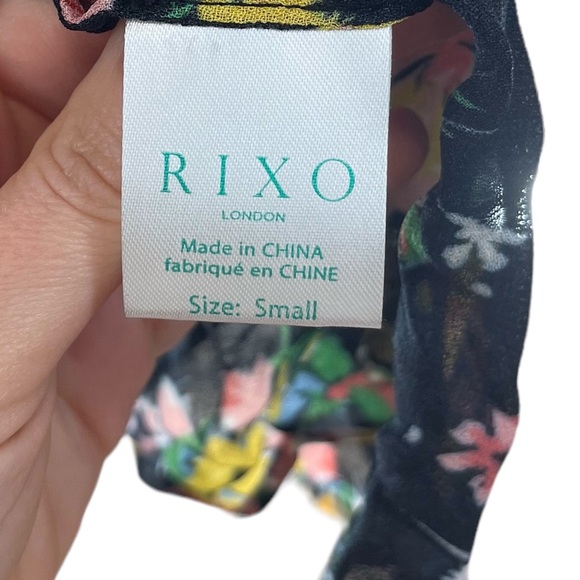 RIXO
LONDON
Made in CHINA
fabriqué en CHINE
Size: Small